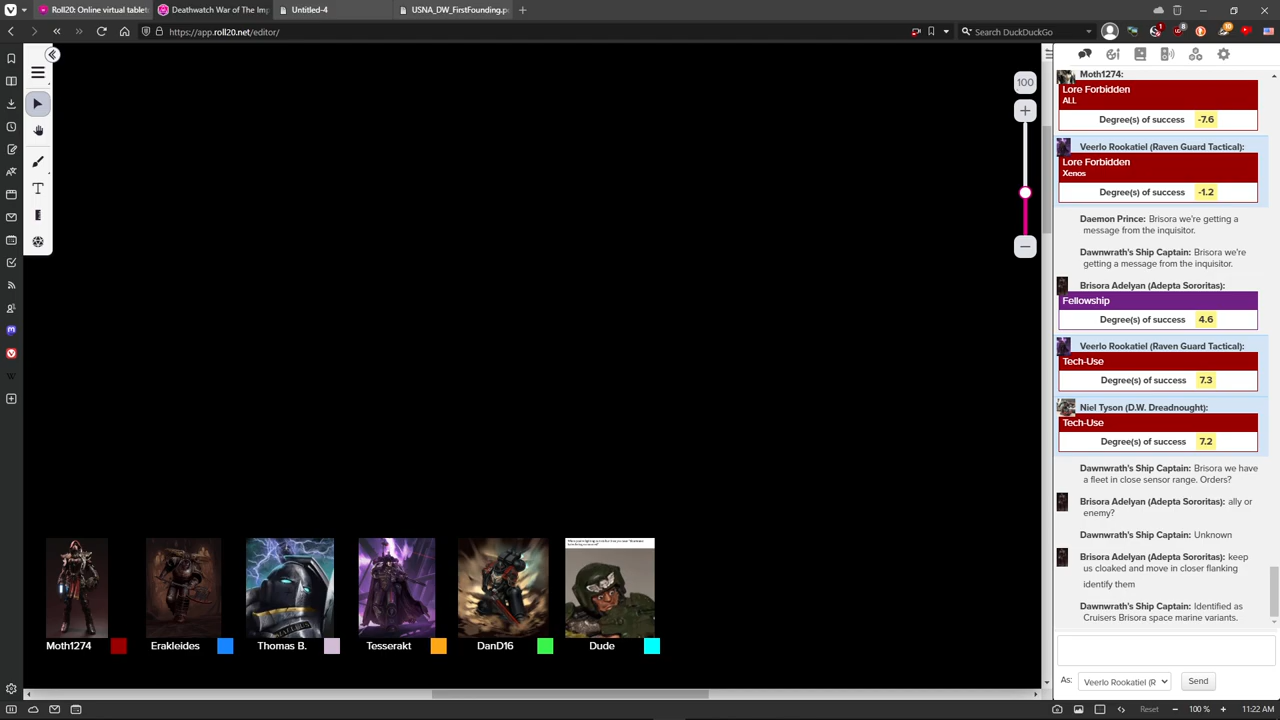 Roll20: Online virtual tablet
Deathwatch War of The Imp
Untitled-4
USNA_DW_FirstFounding.p
https://app.roll20.net/editor/
Search DuckDuckGo
100
Moth1274:
Lore Forbidden
ALL
Degree(s) of success -7.6
Veerlo Rookatiel (Raven Guard Tactical):
Lore Forbidden
Xenos
Degree(s) of success -1.2
Daemon Prince: Brisora we're getting a
message from the inquisitor.
Dawnwrath's Ship Captain: Brisora we're
getting a message from the inquisitor.
Brisora Adelyan (Adepta Sororitas):
Fellowship
Degree(s) of success 4.6
Veerlo Rookatiel (Raven Guard Tactical):
Tech-Use
Degree(s) of success 7.3
Niel Tyson (D.W. Dreadnought):
Tech-Use
Degree(s) of success 7.2
Dawnwrath's Ship Captain: Brisora we have
a fleet in close sensor range. Orders?
Brisora Adelyan (Adepta Sororitas): ally or
enemy?
Dawnwrath's Ship Captain: Unknown
Brisora Adelyan (Adepta Sororitas): keep
us cloaked and move in closer flanking
identify them
Dawnwrath's Ship Captain: Identified as
Cruisers Brisora space marine variants.
As: Veerlo Rookatiel (R Send
Moth1274 Erakleides Thomas B. Tesserakt DanD16 Dude
Reset 100 % 11:22 AM